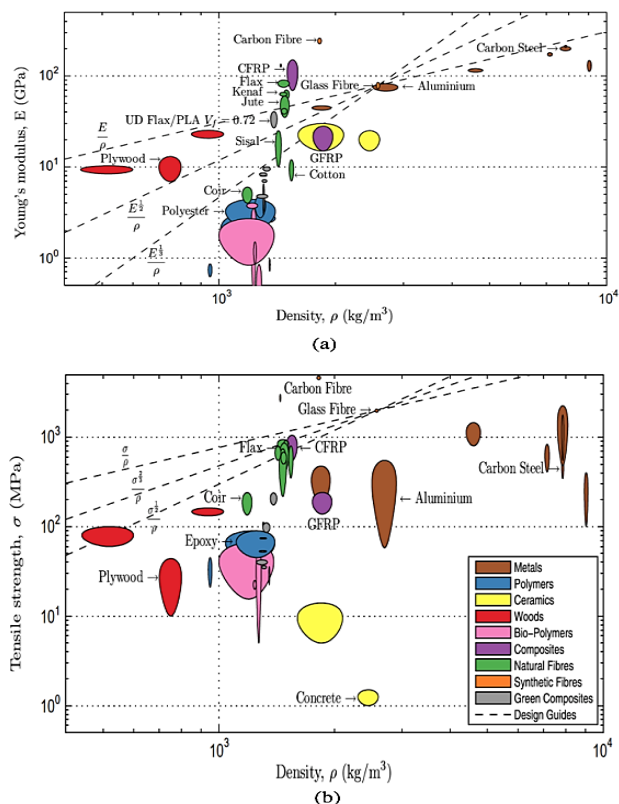 10²
10¹
10⁰
Young's modulus, E (GPa)
Carbon Fibre
CFRP
Flax
Kenaf
Jute
UD Flax/PLA V_f = 0.72
Sisal
Glass Fibre
Carbon Steel
Aluminium
E/ρ
Plywood
GFRP
Cotton
Coir
E^½/ρ
Polyester
E^⅓/ρ
10³
2000
10⁴
Density, ρ (kg/m³)
(a)
10³
10²
10¹
10⁰
Tensile strength, σ (MPa)
Carbon Fibre
Glass Fibre
σ/ρ
Flax
CFRP
Carbon Steel
σ^⅔/ρ
Coir
σ^½/ρ
GFRP
Aluminium
Epoxy
Plywood
Concrete
Metals
Polymers
Ceramics
Woods
Bio-Polymers
Composites
Natural Fibres
Synthetic Fibres
Green Composites
Design Guides
10³
10⁴
Density, ρ (kg/m³)
(b)